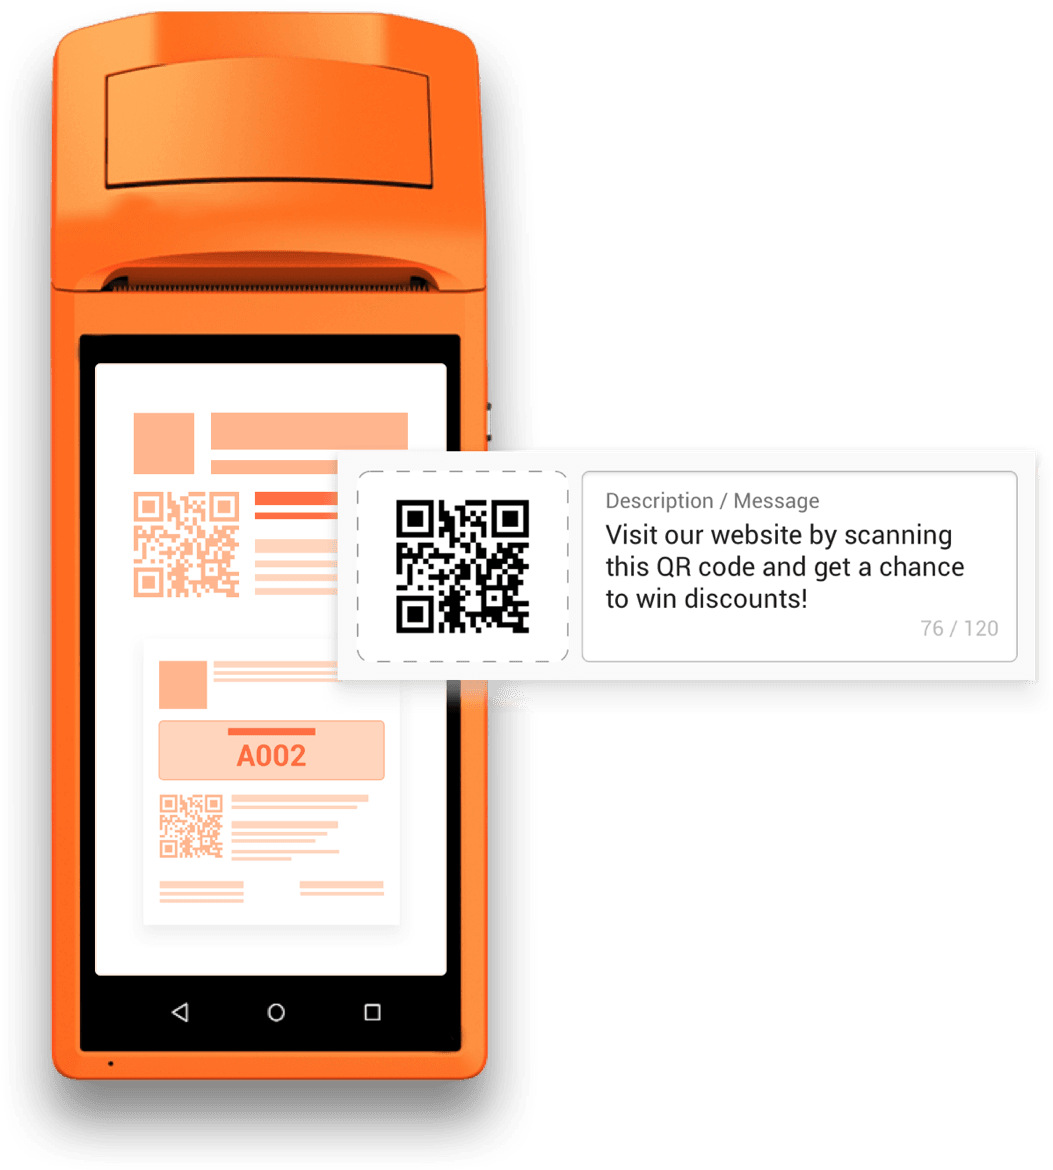 Description / Message
Visit our website by scanning
this QR code and get a chance
to win discounts!
76 / 120
A002